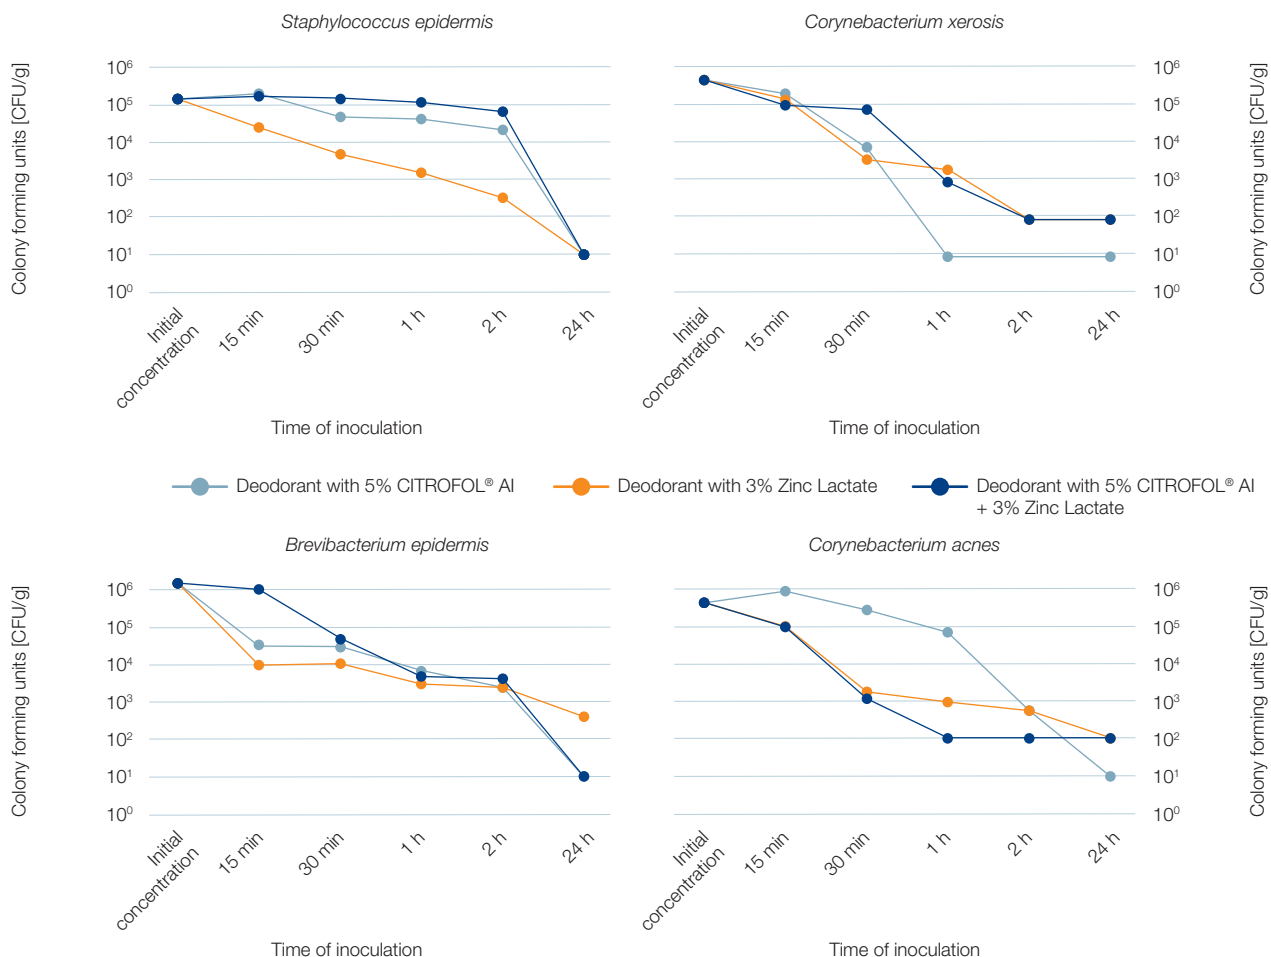 Staphylococcus epidermis
Colony forming units [CFU/g]
10⁶
10⁵
10⁴
10³
10²
10¹
10⁰
Initial
concentration
15 min
30 min
1 h
2 h
24 h
Time of inoculation
Corynebacterium xerosis
10⁶
10⁵
10⁴
10³
10²
10¹
10⁰
Colony forming units [CFU/g]
Initial
concentration
15 min
30 min
1 h
2 h
24 h
Time of inoculation
Deodorant with 5% CITROFOL® AI
Deodorant with 3% Zinc Lactate
Deodorant with 5% CITROFOL® AI
+ 3% Zinc Lactate
Brevibacterium epidermis
Colony forming units [CFU/g]
10⁶
10⁵
10⁴
10³
10²
10¹
10⁰
Initial
concentration
15 min
30 min
1 h
2 h
24 h
Time of inoculation
Corynebacterium acnes
10⁶
10⁵
10⁴
10³
10²
10¹
10⁰
Colony forming units [CFU/g]
Initial
concentration
15 min
30 min
1 h
2 h
24 h
Time of inoculation